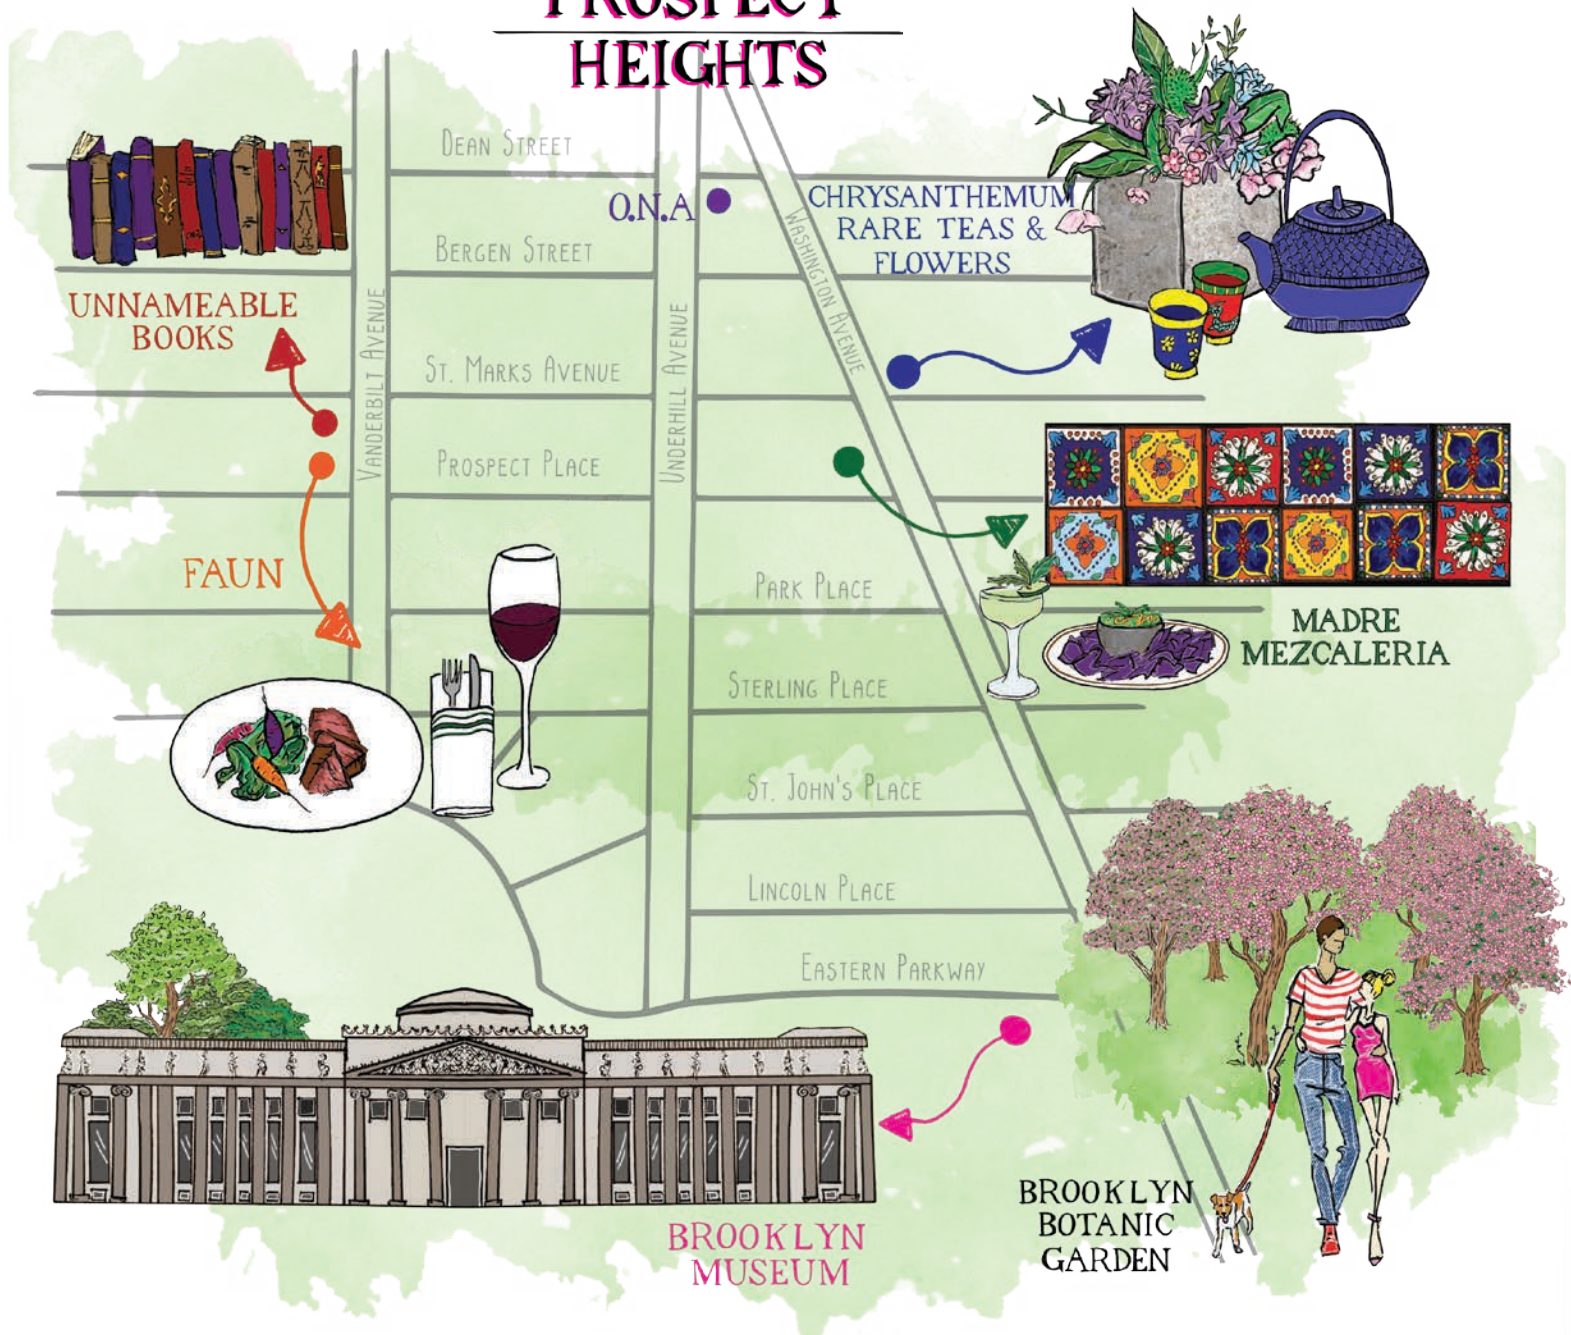 PROSPECT
HEIGHTS
DEAN STREET
O.N.A
CHRYSANTHEMUM
RARE TEAS &
FLOWERS
WASHINGTON AVENUE
BERGEN STREET
UNNAMEABLE
BOOKS
VANDERBILT AVENUE
UNDERHILL AVENUE
ST. MARKS AVENUE
PROSPECT PLACE
FAUN
PARK PLACE
MADRE
MEZCALERIA
STERLING PLACE
ST. JOHN'S PLACE
LINCOLN PLACE
EASTERN PARKWAY
BROOKLYN
BOTANIC
GARDEN
BROOKLYN
MUSEUM